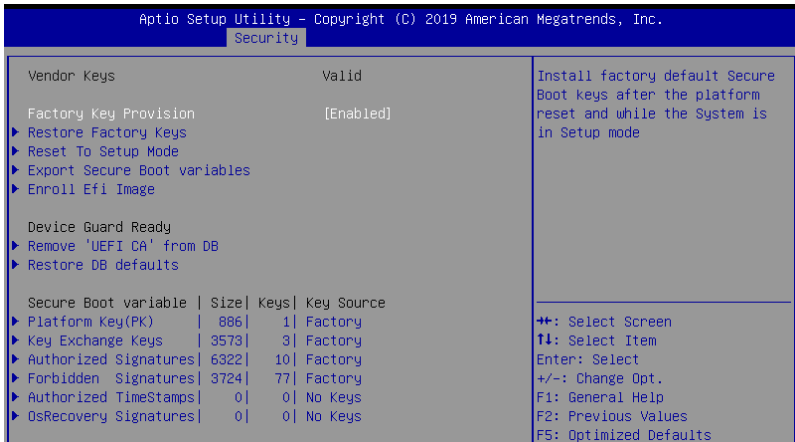 Aptio Setup Utility – Copyright (C) 2019 American Megatrends, Inc.
Security
Vendor Keys Valid
Factory Key Provision [Enabled]
▶ Restore Factory Keys
▶ Reset To Setup Mode
▶ Export Secure Boot variables
▶ Enroll Efi Image
Device Guard Ready
▶ Remove 'UEFI CA' from DB
▶ Restore DB defaults
Secure Boot variable | Size| Keys| Key Source
▶ Platform Key(PK) | 886| 1| Factory
▶ Key Exchange Keys | 3573| 3| Factory
▶ Authorized Signatures| 6322| 10| Factory
▶ Forbidden Signatures| 3724| 77| Factory
▶ Authorized TimeStamps| 0| 0| No Keys
▶ OsRecovery Signatures| 0| 0| No Keys
Install factory default Secure
Boot keys after the platform
reset and while the System is
in Setup mode
→←: Select Screen
↑↓: Select Item
Enter: Select
+/-: Change Opt.
F1: General Help
F2: Previous Values
F5: Optimized Defaults